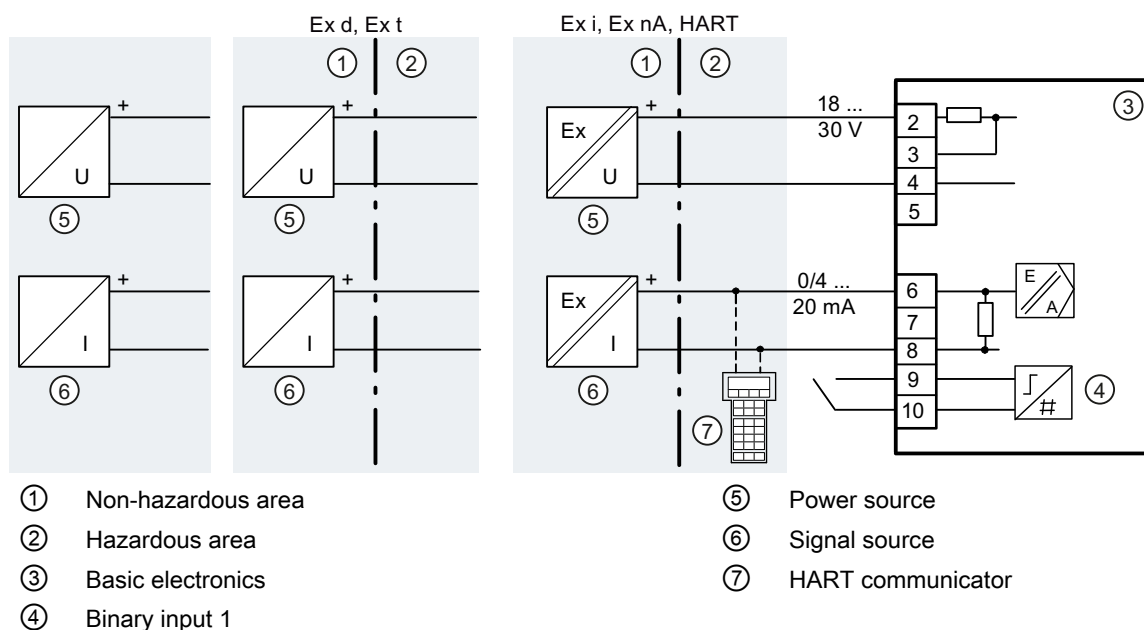 Ex d, Ex t
Ex i, Ex nA, HART
1 2
1 2
3
+
+
+
18 ...
30 V
Ex
U
U
U
2
3
4
5
5
5
5
+
+
+
0/4 ...
20 mA
Ex
I
I
I
6
7
8
9
10
E
A
#
4
6
6
6
7
1 Non-hazardous area
2 Hazardous area
3 Basic electronics
4 Binary input 1
5 Power source
6 Signal source
7 HART communicator